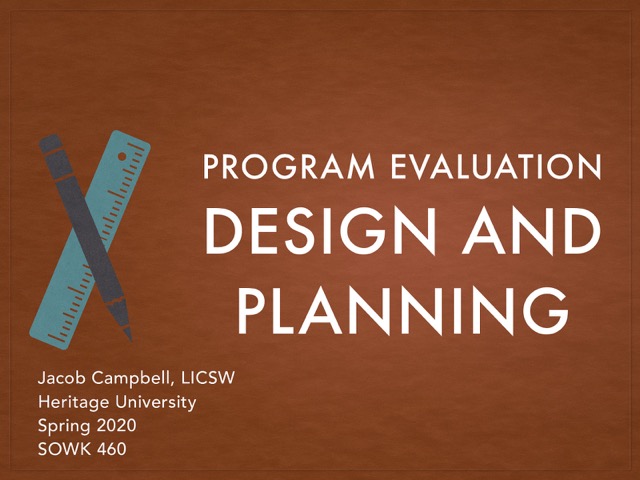 PROGRAM EVALUATION
DESIGN AND
PLANNING
Jacob Campbell, LICSW
Heritage University
Spring 2020
SOWK 460